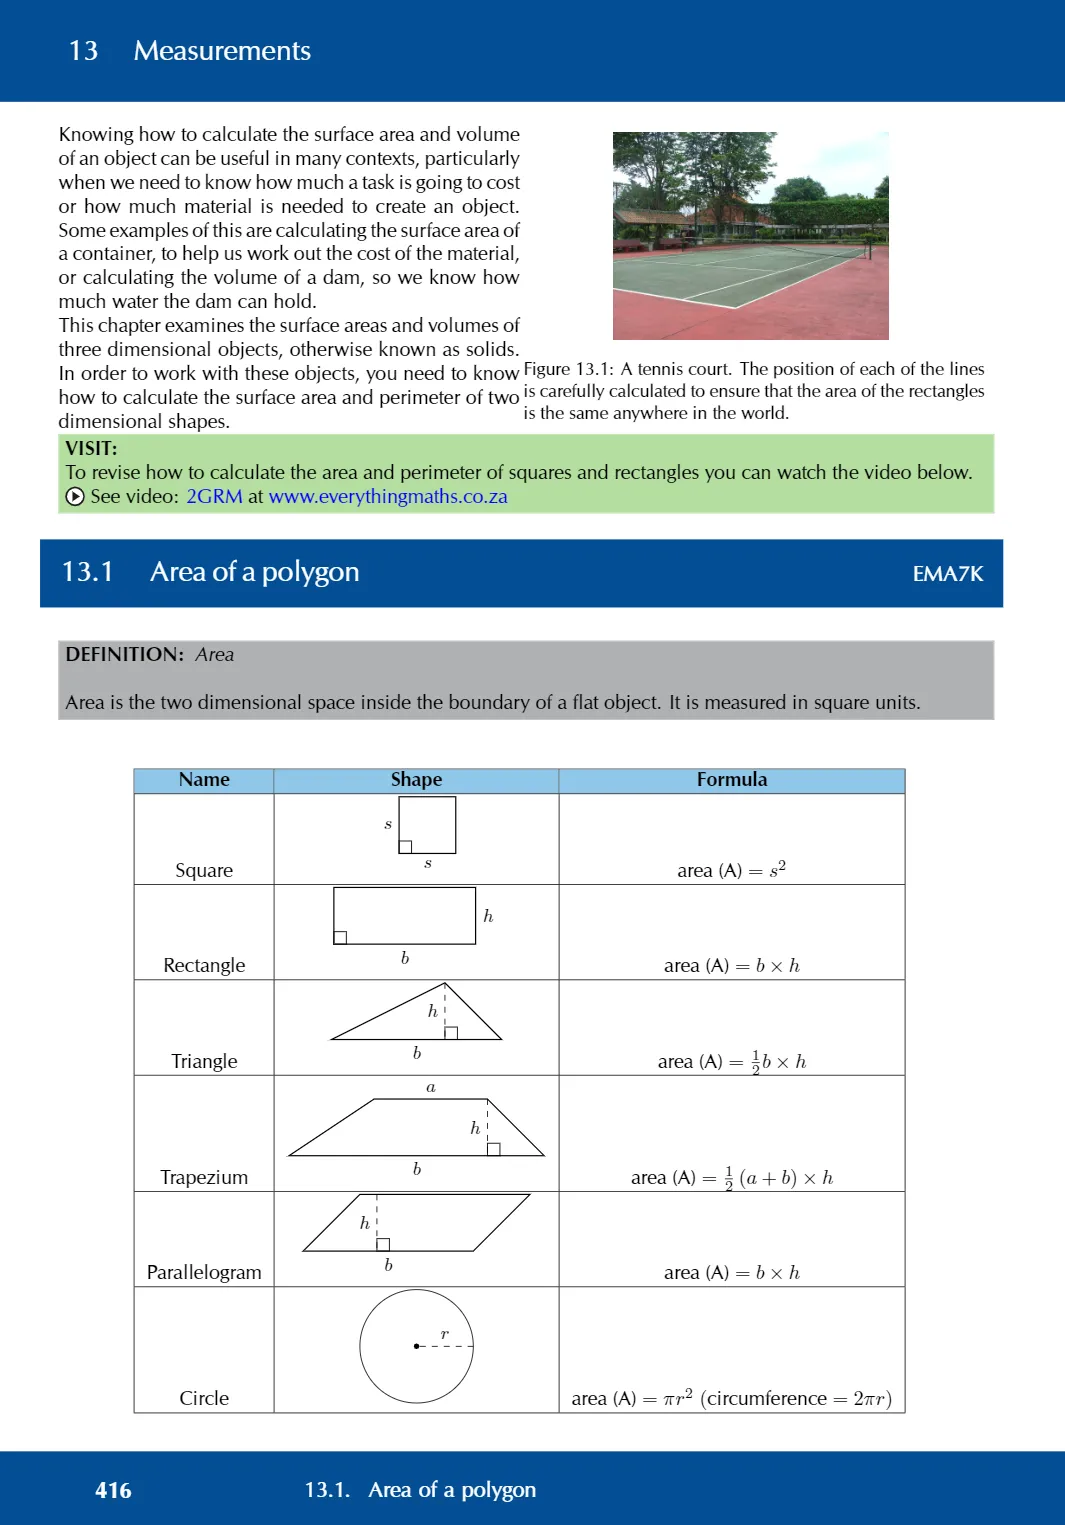 13 Measurements
Knowing how to calculate the surface area and volume
of an object can be useful in many contexts, particularly
when we need to know how much a task is going to cost
or how much material is needed to create an object.
Some examples of this are calculating the surface area of
a container, to help us work out the cost of the material,
or calculating the volume of a dam, so we know how
much water the dam can hold.
This chapter examines the surface areas and volumes of
three dimensional objects, otherwise known as solids.
In order to work with these objects, you need to know
how to calculate the surface area and perimeter of two
dimensional shapes.
Figure 13.1: A tennis court. The position of each of the lines
is carefully calculated to ensure that the area of the rectangles
is the same anywhere in the world.
VISIT:
To revise how to calculate the area and perimeter of squares and rectangles you can watch the video below.
See video: 2GRM at www.everythingmaths.co.za
13.1 Area of a polygon EMA7K
DEFINITION: Area
Area is the two dimensional space inside the boundary of a flat object. It is measured in square units.
Name Shape Formula
s
s
Square area (A) = s²
h
b
Rectangle area (A) = b × h
h
b
Triangle area (A) = ½b × h
a
h
b
Trapezium area (A) = ½ (a + b) × h
h
b
Parallelogram area (A) = b × h
r
Circle area (A) = πr² (circumference = 2πr)
416 13.1. Area of a polygon